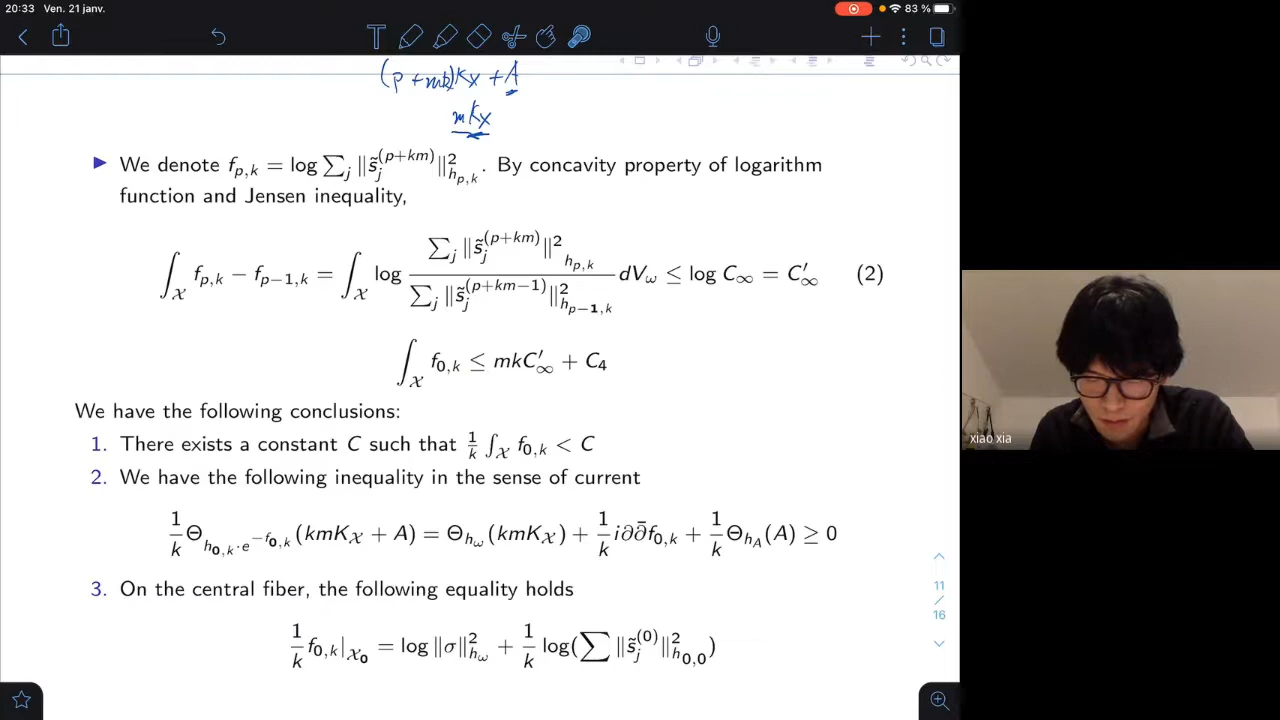 20:33 Ven. 21 janv.
83 %
(p + mk)K_X + A
mK_X
▶ We denote f_{p,k} = log ∑_j ‖s̃_j^{(p+km)}‖²_{h_{p,k}}. By concavity property of logarithm
function and Jensen inequality,
∫_𝒳 f_{p,k} − f_{p−1,k} = ∫_𝒳 log (∑_j ‖s̃_j^{(p+km)}‖²_{h_{p,k}}) / (∑_j ‖s̃_j^{(p+km−1)}‖²_{h_{p−1,k}}) dV_ω ≤ log C_∞ = C′_∞ (2)
∫_𝒳 f_{0,k} ≤ mkC′_∞ + C_4
We have the following conclusions:
1. There exists a constant C such that 1/k ∫_𝒳 f_{0,k} < C
2. We have the following inequality in the sense of current
1/k Θ_{h_{0,k}·e^{−f_{0,k}}}(kmK_𝒳 + A) = Θ_{h_ω}(kmK_𝒳) + 1/k i∂∂̄f_{0,k} + 1/k Θ_{h_A}(A) ≥ 0
11
/
16
3. On the central fiber, the following equality holds
1/k f_{0,k}|_{𝒳_0} = log ‖σ‖²_{h_ω} + 1/k log(∑ ‖s̃_j^{(0)}‖²_{h_{0,0}})
xiao xia